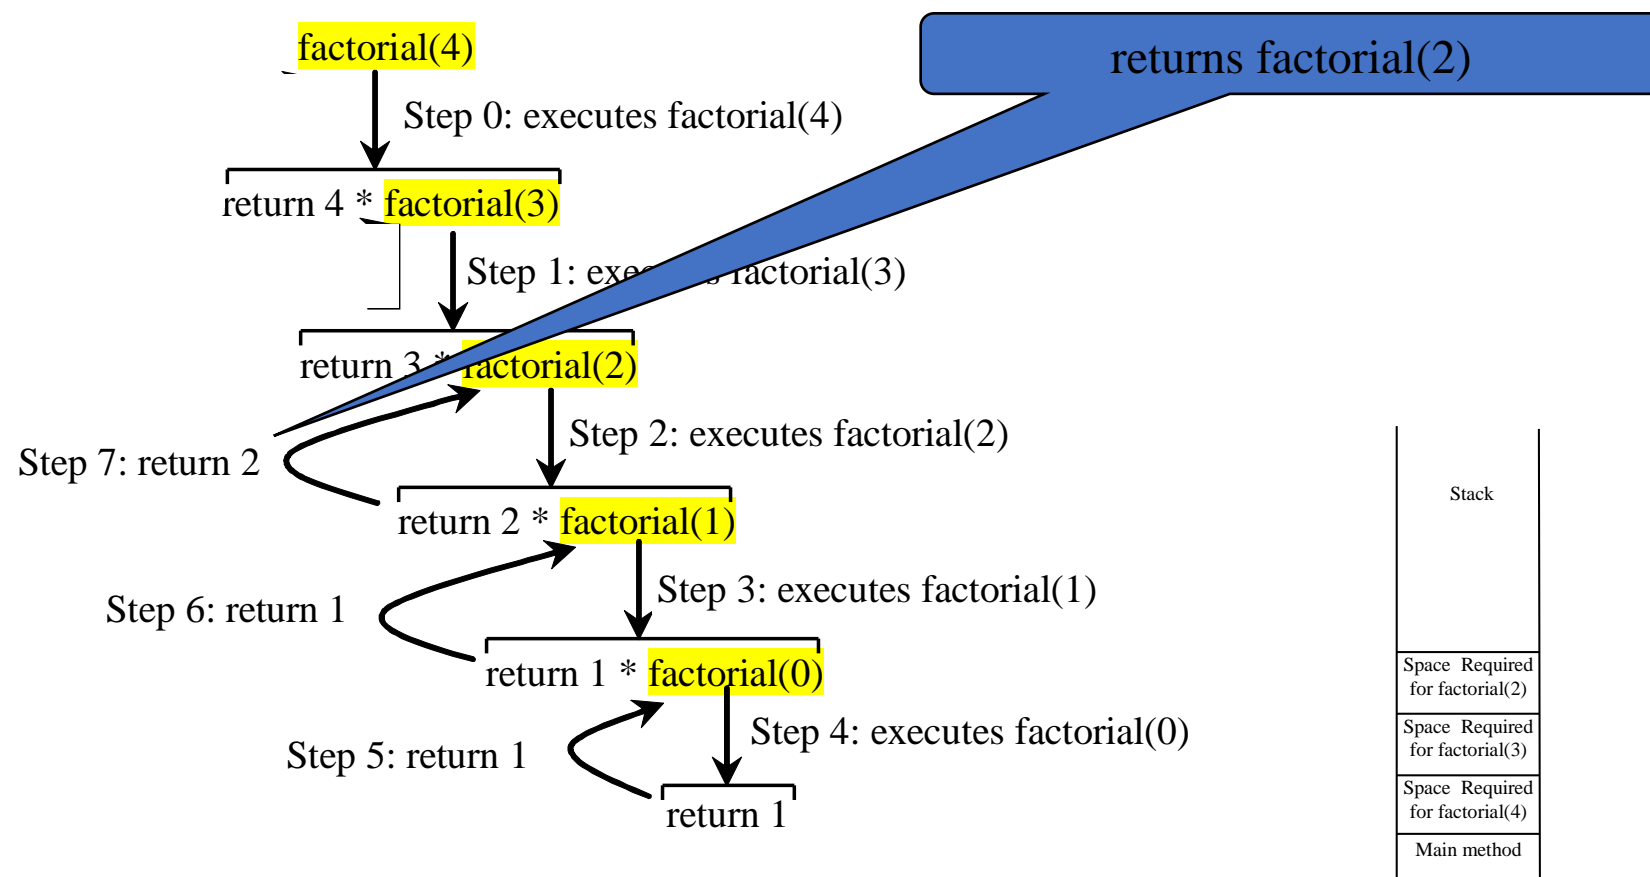 factorial(4)
returns factorial(2)
Step 0: executes factorial(4)
return 4 * factorial(3)
Step 1: executes factorial(3)
return 3 * factorial(2)
Step 2: executes factorial(2)
Step 7: return 2
return 2 * factorial(1)
Step 3: executes factorial(1)
Step 6: return 1
return 1 * factorial(0)
Step 4: executes factorial(0)
Step 5: return 1
return 1
Stack
Space Required
for factorial(2)
Space Required
for factorial(3)
Space Required
for factorial(4)
Main method